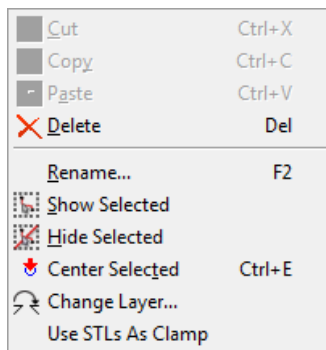 Cut Ctrl+X
Copy Ctrl+C
Paste Ctrl+V
Delete Del
Rename... F2
Show Selected
Hide Selected
Center Selected Ctrl+E
Change Layer...
Use STLs As Clamp